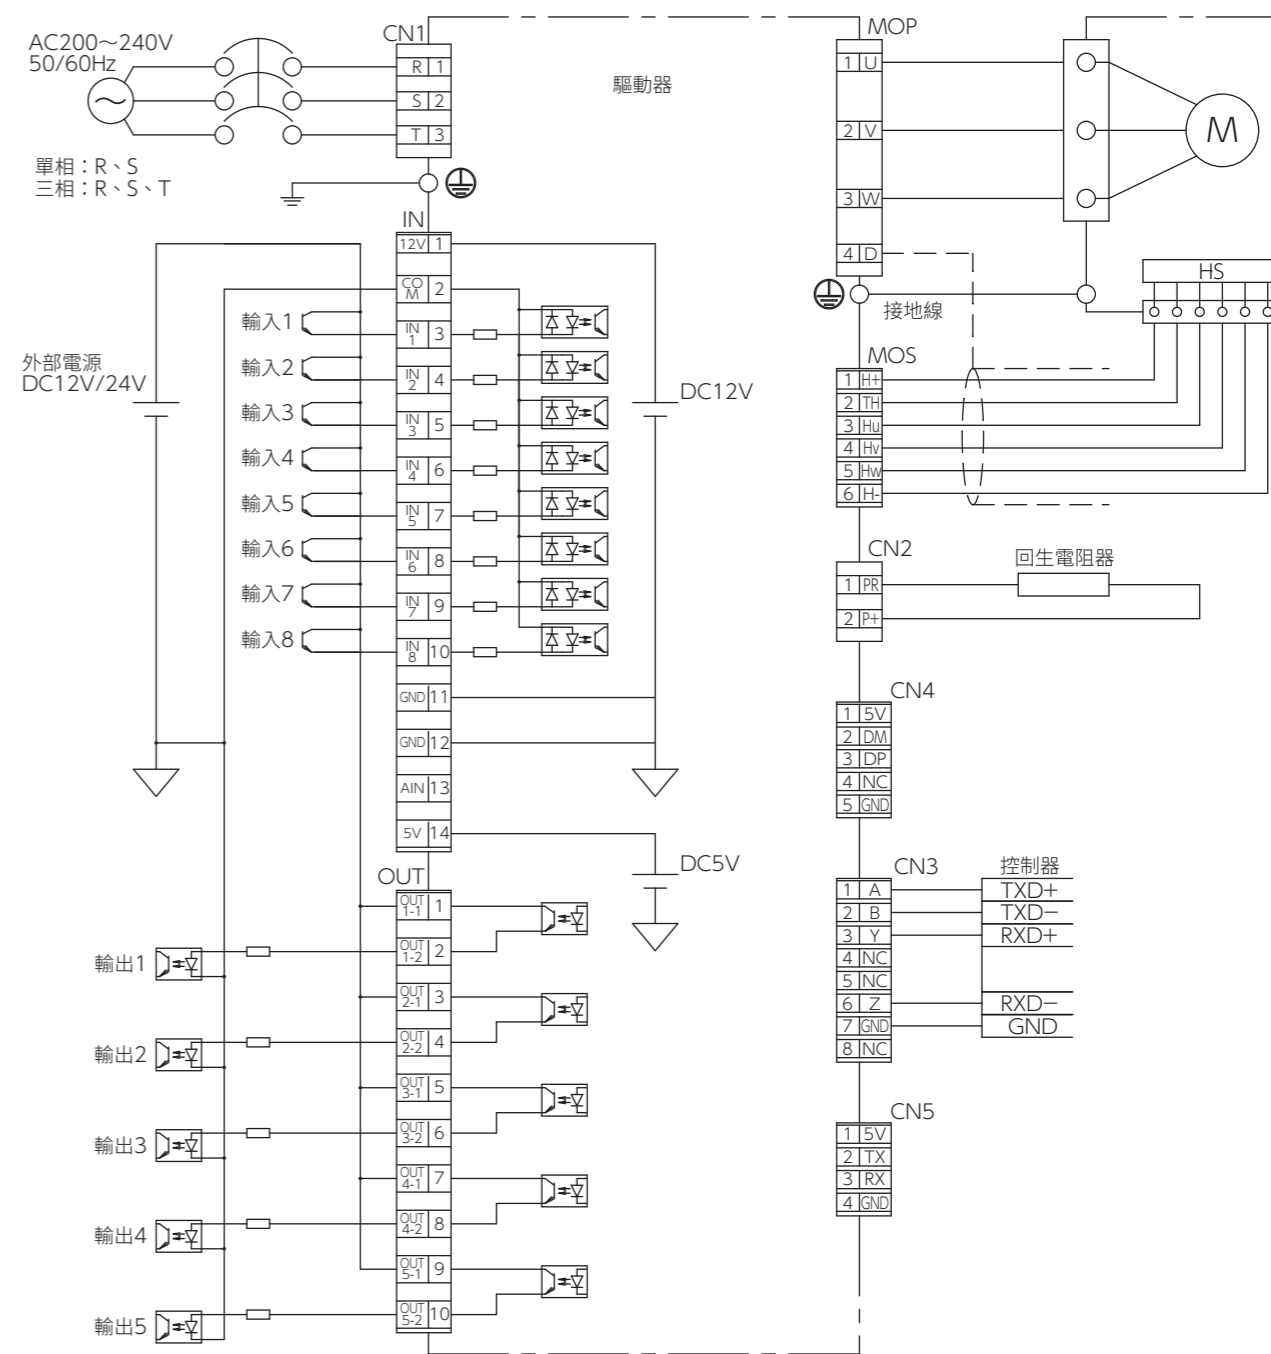 AC200～240V
50/60Hz
單相：R、S
三相：R、S、T
CN1
R 1
S 2
T 3
驅動器
MOP
1 U
2 V
3 W
4 D
M
接地線
HS
IN
12V 1
COM 2
IN1 3
IN2 4
IN3 5
IN4 6
IN5 7
IN6 8
IN7 9
IN8 10
GND 11
GND 12
AIN 13
5V 14
輸入1
輸入2
輸入3
輸入4
輸入5
輸入6
輸入7
輸入8
外部電源
DC12V/24V
DC12V
DC5V
MOS
1 H+
2 TH
3 Hu
4 Hv
5 Hw
6 H-
CN2
1 PR
2 P+
回生電阻器
CN4
1 5V
2 DM
3 DP
4 NC
5 GND
CN3
1 A
2 B
3 Y
4 NC
5 NC
6 Z
7 GND
8 NC
控制器
TXD+
TXD−
RXD+
RXD−
GND
CN5
1 5V
2 TX
3 RX
4 GND
OUT
OUT1-1 1
OUT1-2 2
OUT2-1 3
OUT2-2 4
OUT3-1 5
OUT3-2 6
OUT4-1 7
OUT4-2 8
OUT5-1 9
OUT5-2 10
輸出1
輸出2
輸出3
輸出4
輸出5